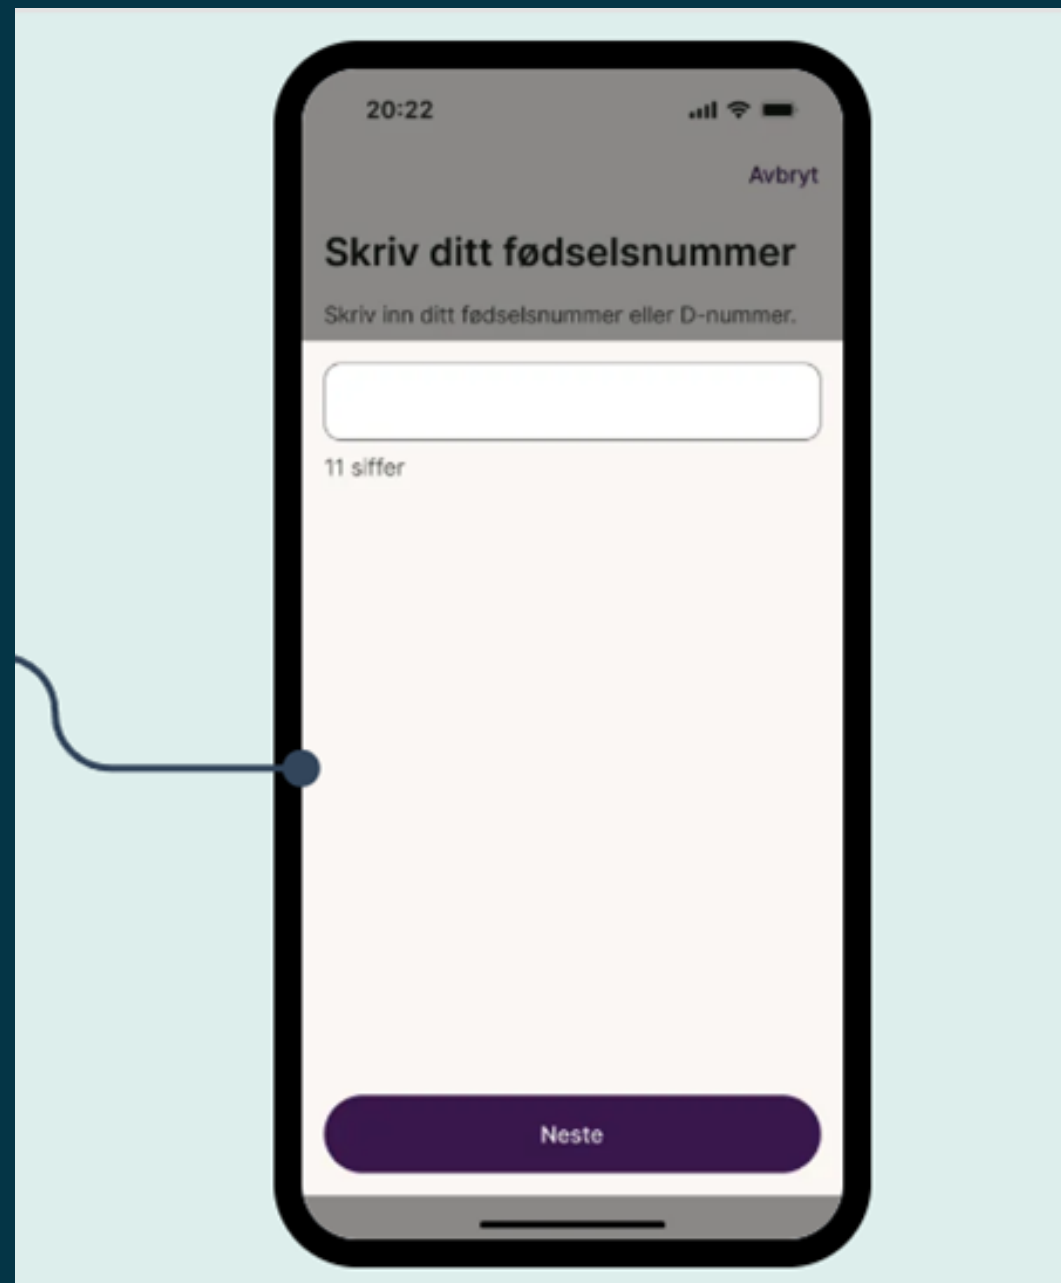 20:22
Avbryt
Skriv ditt fødselsnummer
Skriv inn ditt fødselsnummer eller D-nummer.
11 siffer
Neste